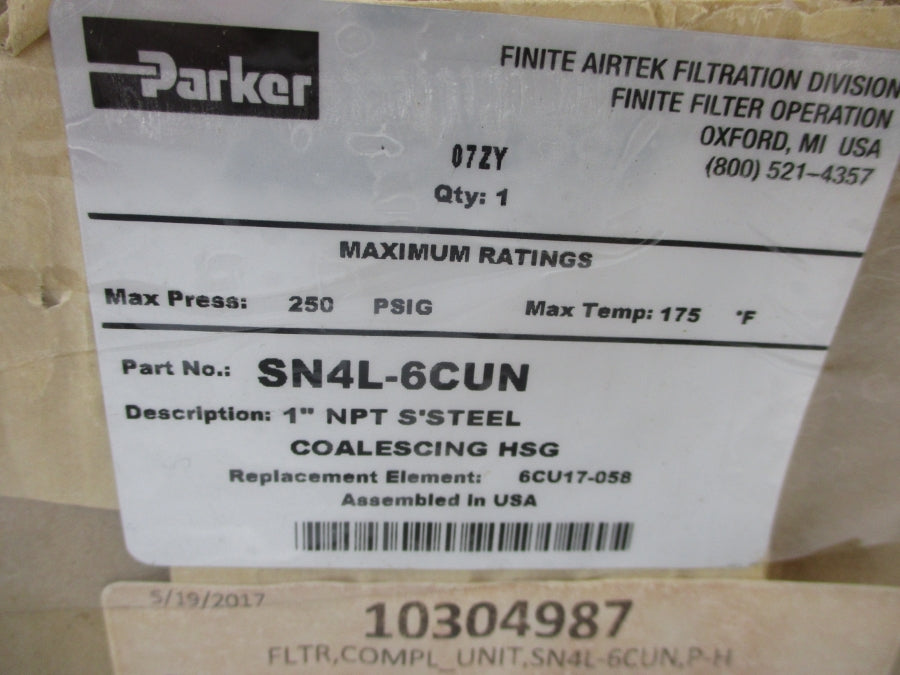 Parker
FINITE AIRTEK FILTRATION DIVISION
FINITE FILTER OPERATION
OXFORD, MI USA
(800) 521-4357
07ZY
Qty: 1
MAXIMUM RATINGS
Max Press: 250 PSIG Max Temp: 175 °F
Part No.: SN4L-6CUN
Description: 1" NPT S'STEEL
COALESCING HSG
Replacement Element: 6CU17-058
Assembled in USA
5/19/2017
10304987
FLTR,COMPL_UNIT,SN4L-6CUN,P-H